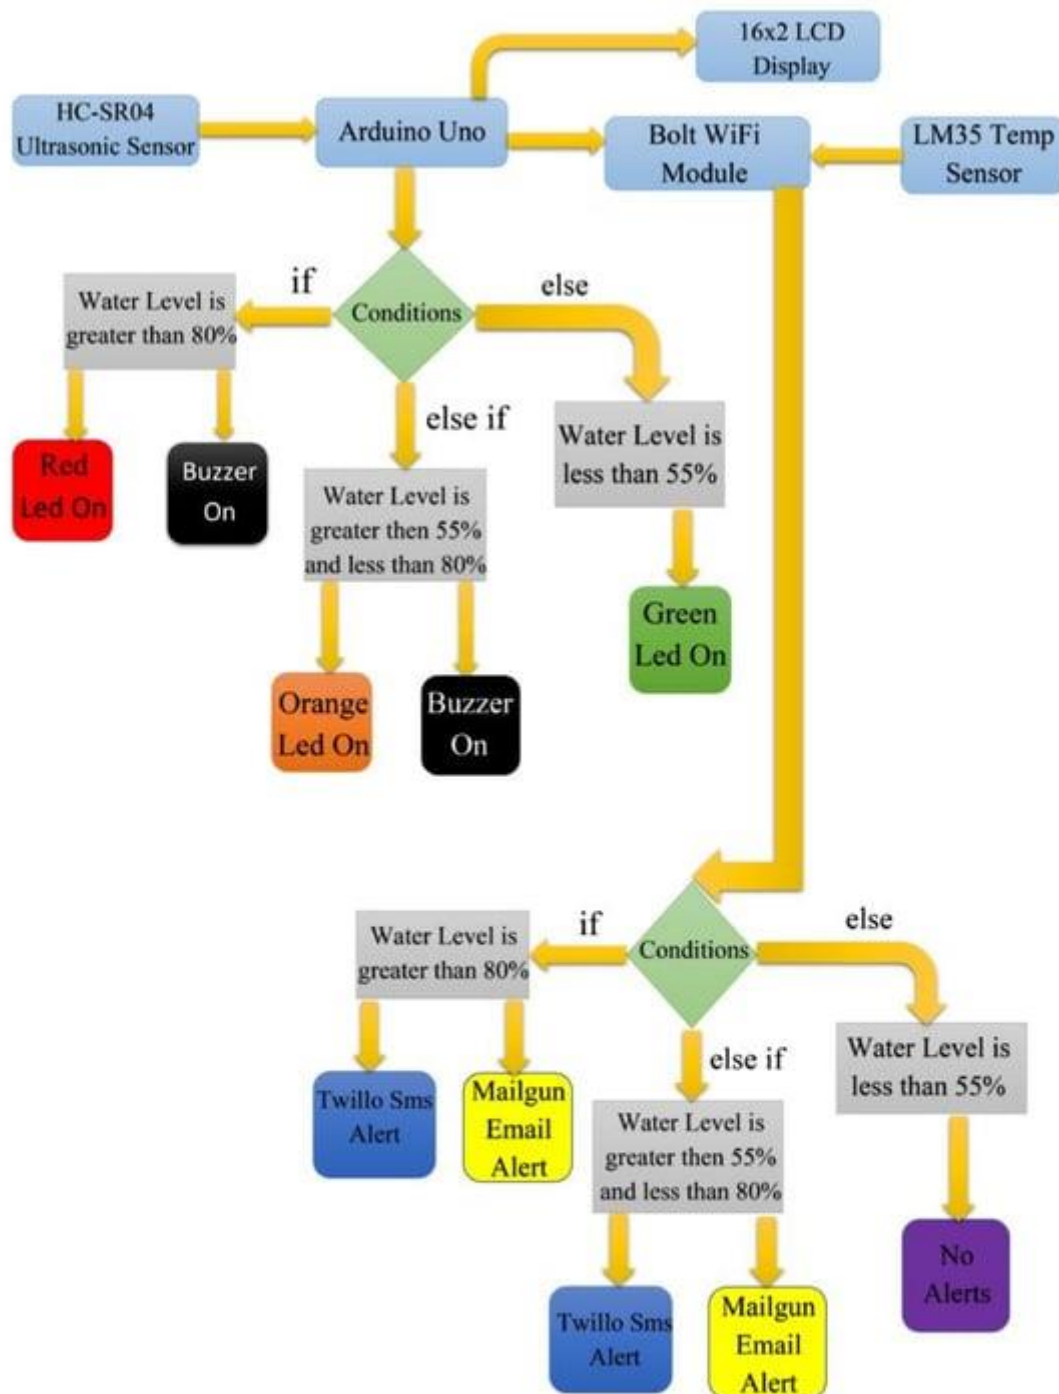 16x2 LCD
Display
HC-SR04
Ultrasonic Sensor
Arduino Uno
Bolt WiFi
Module
LM35 Temp
Sensor
if
Conditions
else
Water Level is
greater than 80%
else if
Water Level is
less than 55%
Red
Led On
Buzzer
On
Water Level is
greater then 55%
and less than 80%
Green
Led On
Orange
Led On
Buzzer
On
if
Conditions
else
Water Level is
greater than 80%
else if
Water Level is
less than 55%
Twillo Sms
Alert
Mailgun
Email
Alert
Water Level is
greater then 55%
and less than 80%
No
Alerts
Twillo Sms
Alert
Mailgun
Email
Alert